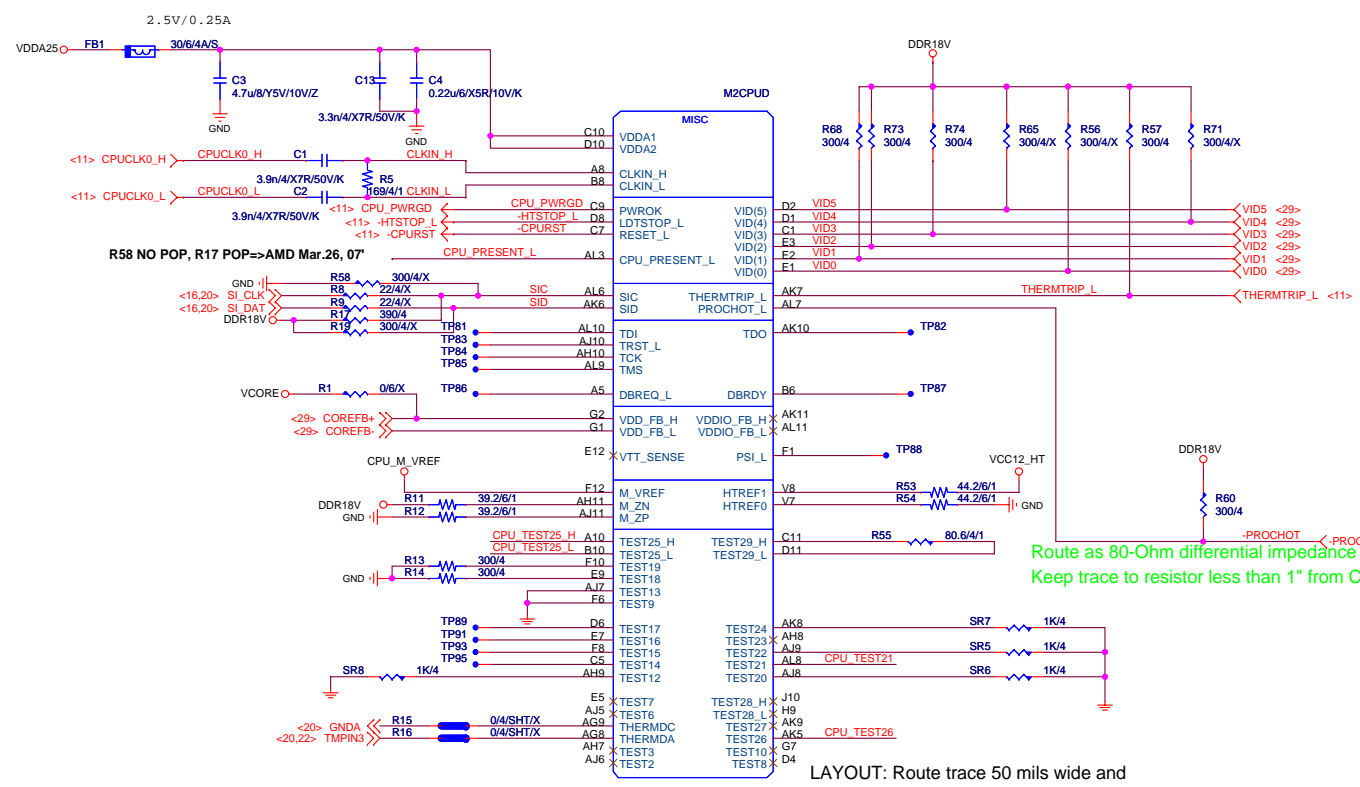 2.5V/0.25A
VDDA25 FB1 30/6/4A/S
C3
4.7u/8/Y5V/10V/Z
GND
C13
3.3n/4/X7R/50V/K
C4
0.22u/6/X5R/10V/K
GND
M2CPUD
MISC
DDR18V
R68
300/4
R73
300/4
R74
300/4
R65
300/4/X
R56
300/4/X
R57
300/4
R71
300/4/X
C10 VDDA1
D10 VDDA2
<11> CPUCLK0_H CPUCLK0_H C1 CLKIN_H A8 CLKIN_H
3.9n/4/X7R/50V/K
R5
169/4/1
<11> CPUCLK0_L CPUCLK0_L C2 CLKIN_L B8 CLKIN_L
3.9n/4/X7R/50V/K
<11> CPU_PWRGD CPU_PWRGD C9 PWROK
<11> -HTSTOP_L -HTSTOP_L D8 LDTSTOP_L
<11> -CPURST -CPURST C7 RESET_L
VID(5) D2 VID5 VID5 <29>
VID(4) D1 VID4 VID4 <29>
VID(3) C1 VID3 VID3 <29>
VID(2) E3 VID2 VID2 <29>
VID(1) E2 VID1 VID1 <29>
VID(0) E1 VID0 VID0 <29>
R58 NO POP, R17 POP=>AMD Mar.26, 07'
CPU_PRESENT_L AL3 CPU_PRESENT_L
GND R58 300/4/X
<16,20> SI_CLK R8 22/4/X SIC AL6 SIC
<16,20> SI_DAT R9 22/4/X SID AK6 SID
DDR18V R17 390/4
R19 300/4/X
THERMTRIP_L AK7 THERMTRIP_L THERMTRIP_L <11>
PROCHOT_L AL7
TP81 AL10 TDI
TP83 AJ10 TRST_L
TP84 AH10 TCK
TP85 AL9 TMS
TDO AK10 TP82
TP86 A5 DBREQ_L
DBRDY B6 TP87
VCORE R1 0/6/X
<29> COREFB+ G2 VDD_FB_H
<29> COREFB- G1 VDD_FB_L
VDDIO_FB_H AK11
VDDIO_FB_L AL11
E12 VTT_SENSE
PSI_L F1 TP88
CPU_M_VREF
F12 M_VREF
DDR18V R11 39.2/6/1 AH11 M_ZN
GND R12 39.2/6/1 AJ11 M_ZP
VCC12_HT
HTREF1 V8 R53 44.2/6/1
HTREF0 V7 R54 44.2/6/1 GND
DDR18V
R60
300/4
-PROCHOT
CPU_TEST25_H A10 TEST25_H
CPU_TEST25_L B10 TEST25_L
R13 300/4 F10 TEST19
GND R14 300/4 E9 TEST18
AJ7 TEST13
F6 TEST9
TEST29_H C11 R55 80.6/4/1
TEST29_L D11
Route as 80-Ohm differential impedance
Keep trace to resistor less than 1" from
TP89 D6 TEST17
TP91 E7 TEST16
TP93 F8 TEST15
TP95 C5 TEST14
SR8 1K/4 AH9 TEST12
TEST24 AK8 SR7 1K/4
TEST23 AH8
TEST22 AJ9 SR5 1K/4
TEST21 AL8 CPU_TEST21
TEST20 AJ8 SR6 1K/4
E5 TEST7
AJ5 TEST6
<20> GNDA R15 0/4/SHT/X AG9 THERMDC
<20,22> TMPIN3 R16 0/4/SHT/X AG8 THERMDA
AH7 TEST3
AJ6 TEST2
TEST28_H J10
TEST28_L H9
TEST27 AK9
TEST26 AK5 CPU_TEST26
TEST10 G7
TEST8 D4
LAYOUT: Route trace 50 mils wide and